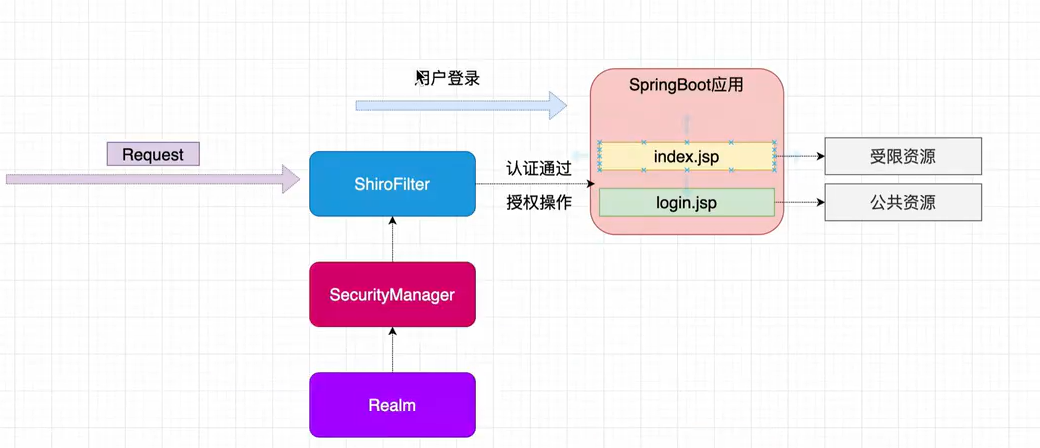 用户登录
SpringBoot应用
Request
index.jsp
受限资源
ShiroFilter
认证通过
授权操作
login.jsp
公共资源
SecurityManager
Realm